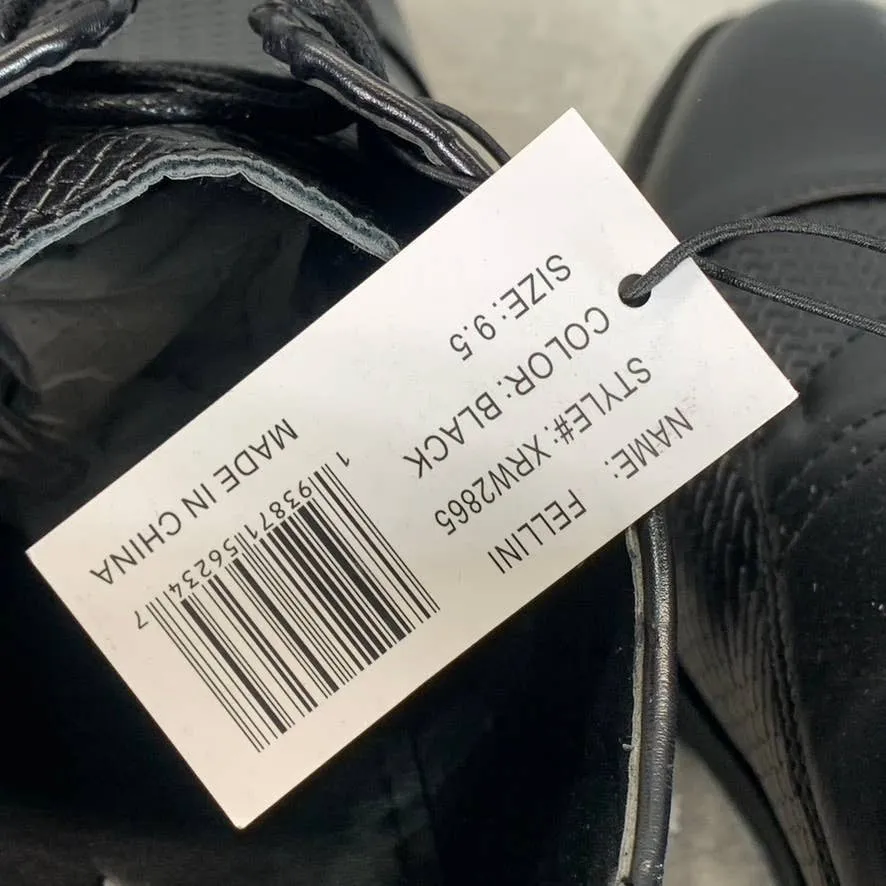 NAME: FELLINI
STYLE#: XRW2865
COLOR: BLACK
SIZE: 9.5
1 93871 56234 7
MADE IN CHINA